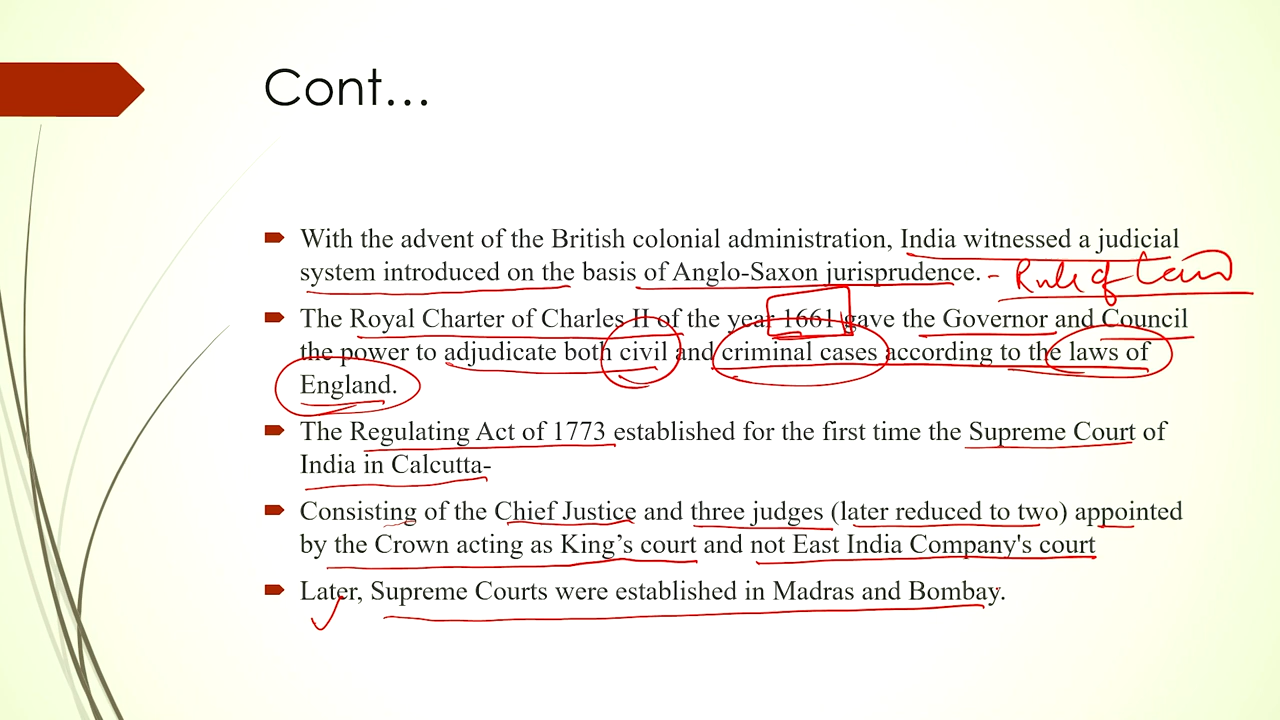 Cont...
With the advent of the British colonial administration, India witnessed a judicial
system introduced on the basis of Anglo-Saxon jurisprudence. - Rule of Law
The Royal Charter of Charles II of the year 1661 gave the Governor and Council
the power to adjudicate both civil and criminal cases according to the laws of
England.
The Regulating Act of 1773 established for the first time the Supreme Court of
India in Calcutta-
Consisting of the Chief Justice and three judges (later reduced to two) appointed
by the Crown acting as King's court and not East India Company's court
Later, Supreme Courts were established in Madras and Bombay.